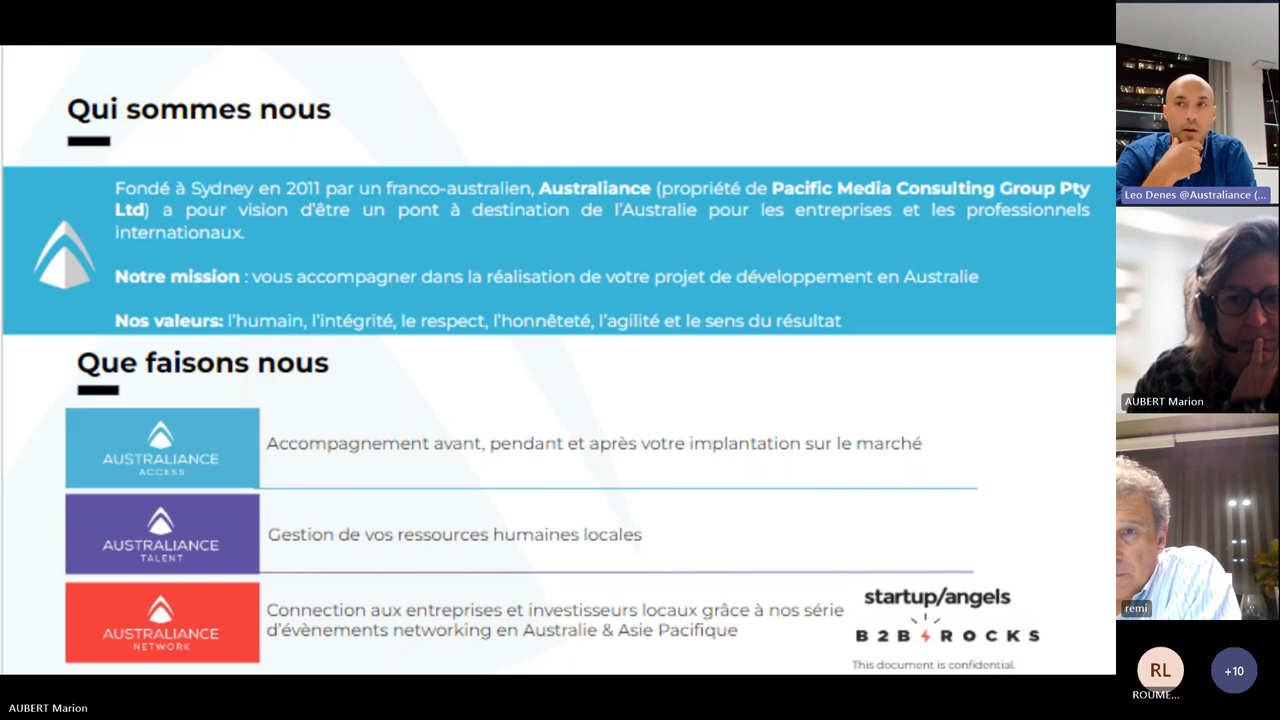 Qui sommes nous
Fondé à Sydney en 2011 par un franco-australien, Australiance (propriété de Pacific Media Consulting Group Pty
Ltd) a pour vision d'être un pont à destination de l'Australie pour les entreprises et les professionnels
internationaux.
Notre mission : vous accompagner dans la réalisation de votre projet de développement en Australie
Nos valeurs: l'humain, l'intégrité, le respect, l'honnêteté, l'agilité et le sens du résultat
Que faisons nous
AUSTRALIANCE
ACCESS
Accompagnement avant, pendant et après votre implantation sur le marché
AUSTRALIANCE
TALENT
Gestion de vos ressources humaines locales
AUSTRALIANCE
NETWORK
Connection aux entreprises et investisseurs locaux grâce à nos série
d'évènements networking en Australie & Asie Pacifique
startup/angels
B2B ROCKS
This document is confidential.
Leo Denes @Australiance (...
AUBERT Marion
remi
RL
+10
ROUME...
AUBERT Marion